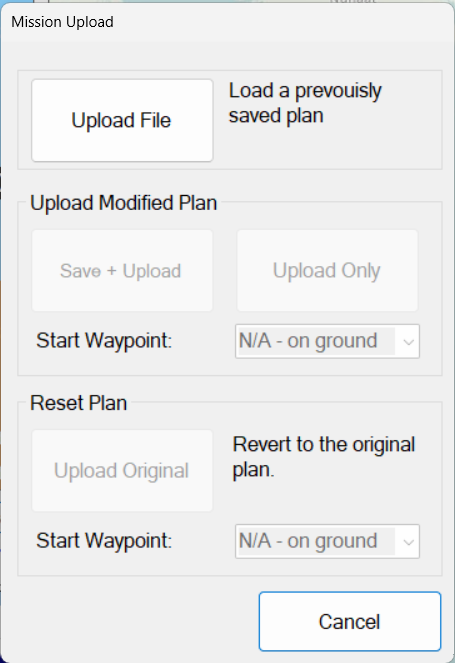 Mission Upload
Upload File
Load a prevouisly
saved plan
Upload Modified Plan
Save + Upload
Upload Only
Start Waypoint:
N/A - on ground
Reset Plan
Upload Original
Revert to the original
plan.
Start Waypoint:
N/A - on ground
Cancel